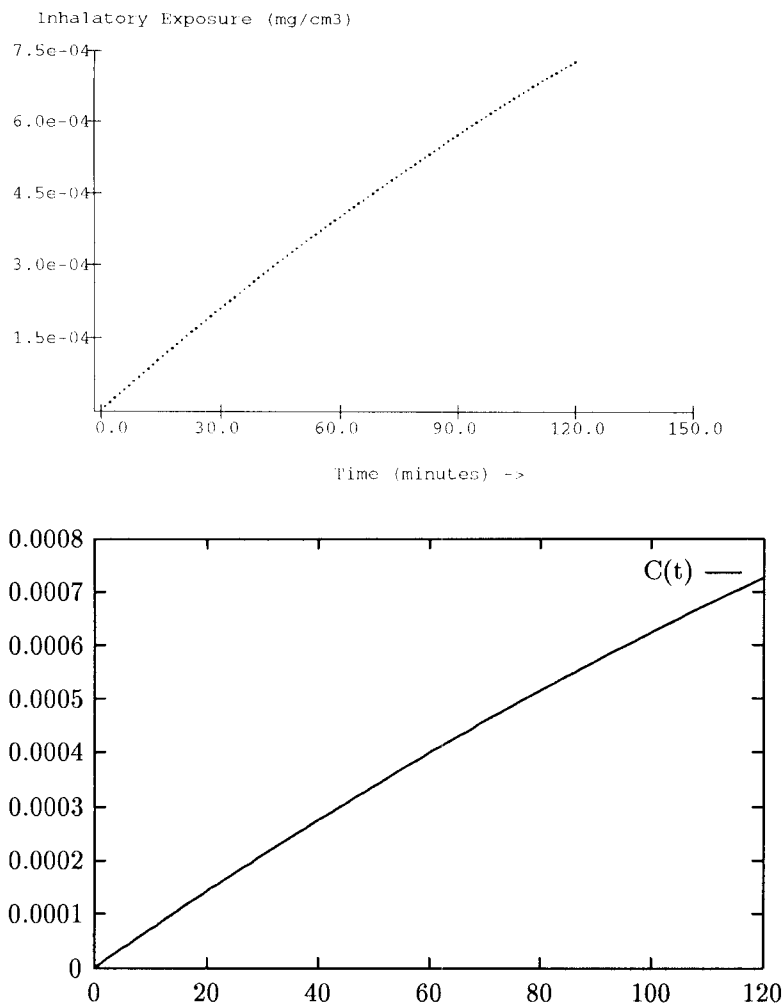 Inhalatory Exposure (mg/cm3)
7.5e-04
6.0e-04
4.5e-04
3.0e-04
1.5e-04
0.0 30.0 60.0 90.0 120.0 150.0
Time (minutes) ->
0.0008
C(t)
0.0007
0.0006
0.0005
0.0004
0.0003
0.0002
0.0001
0
0 20 40 60 80 100 120